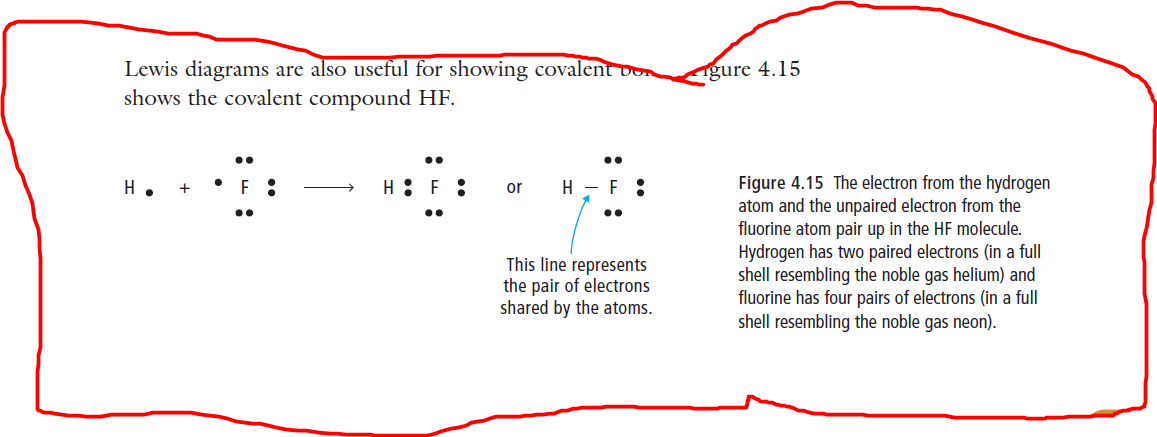 Lewis diagrams are also useful for showing covalent Figure 4.15
shows the covalent compound HF.
H + F H F or H – F
This line represents
the pair of electrons
shared by the atoms.
Figure 4.15 The electron from the hydrogen
atom and the unpaired electron from the
fluorine atom pair up in the HF molecule.
Hydrogen has two paired electrons (in a full
shell resembling the noble gas helium) and
fluorine has four pairs of electrons (in a full
shell resembling the noble gas neon).